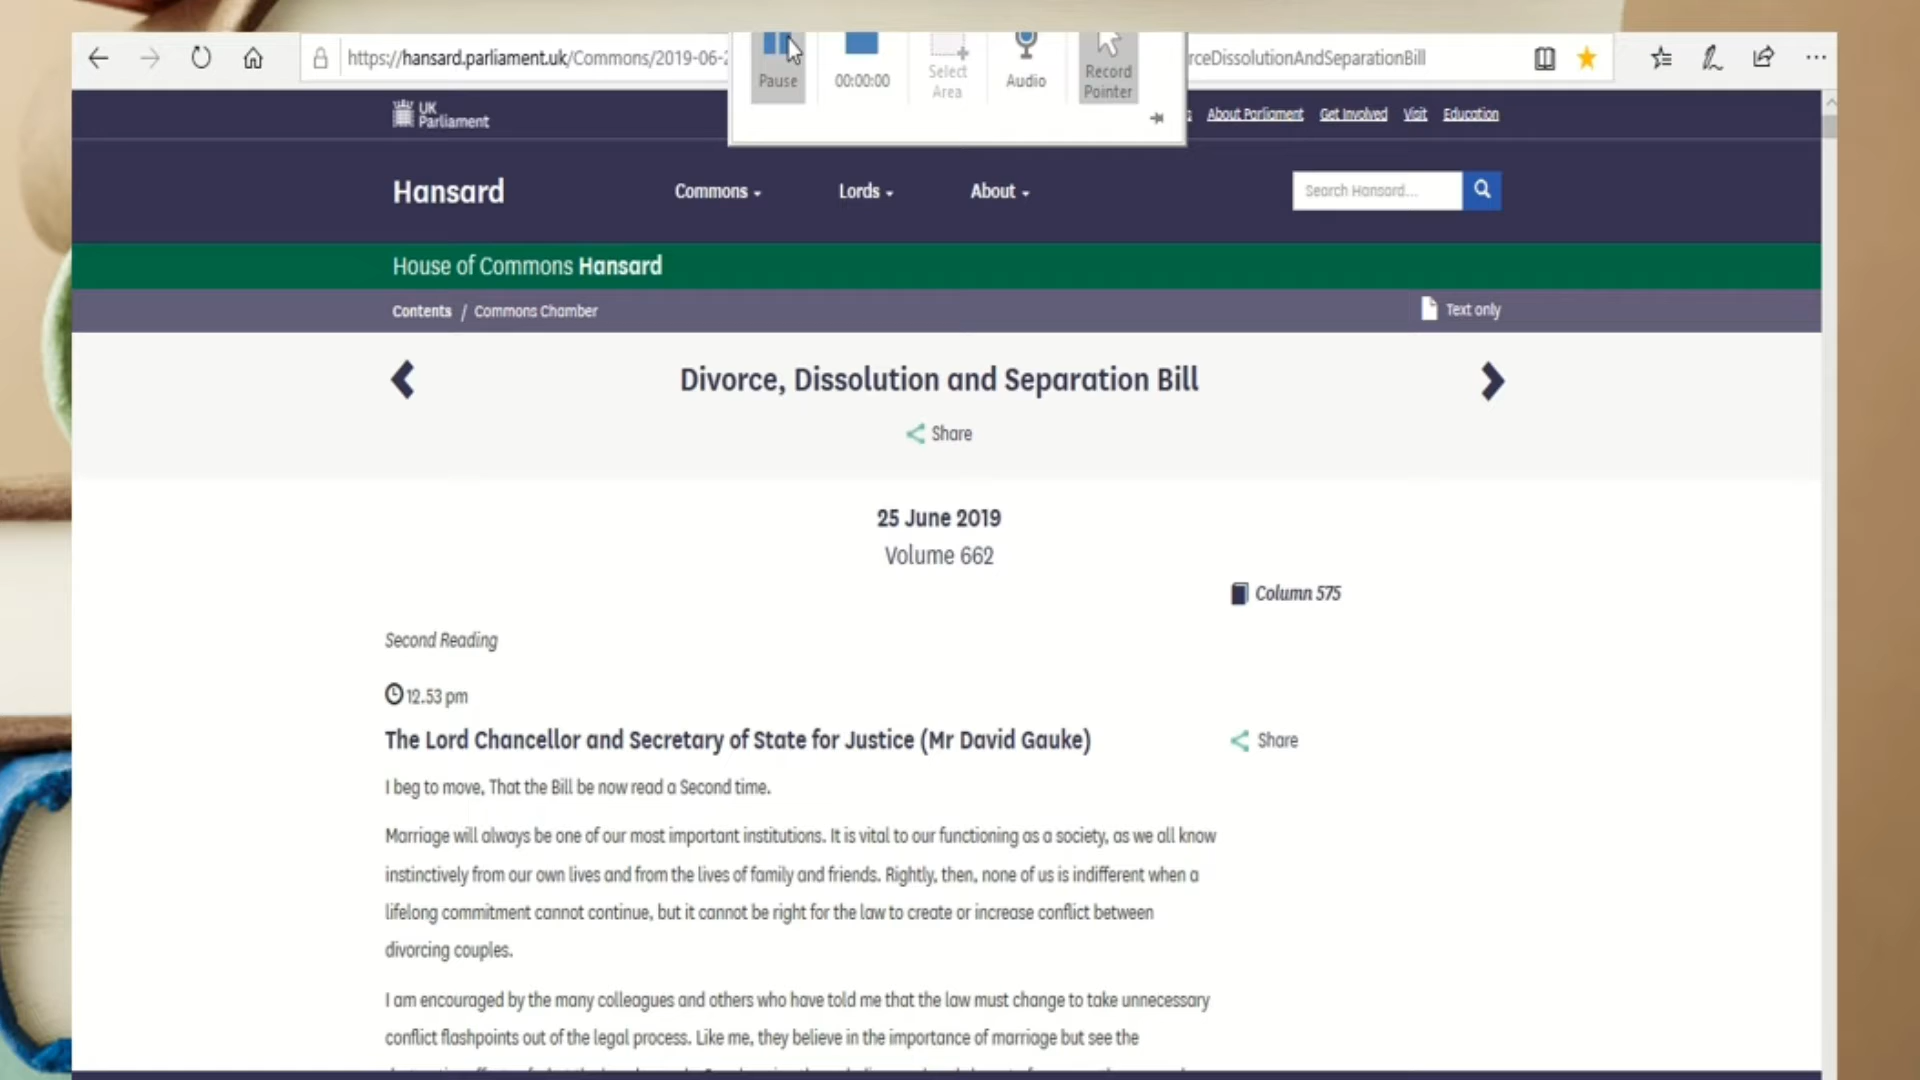 https://hansard.parliament.uk/Commons/2019-06-
rceDissolutionAndSeparationBill
Pause
00:00:00
Select
Area
Audio
Record
Pointer
UK
Parliament
About Parliament
Get Involved
Visit
Education
Hansard
Commons
Lords
About
Search Hansard...
House of Commons Hansard
Contents / Commons Chamber
Text only
Divorce, Dissolution and Separation Bill
Share
25 June 2019
Volume 662
Column 575
Second Reading
12.53 pm
The Lord Chancellor and Secretary of State for Justice (Mr David Gauke)
Share
I beg to move, That the Bill be now read a Second time.
Marriage will always be one of our most important institutions. It is vital to our functioning as a society, as we all know
instinctively from our own lives and from the lives of family and friends. Rightly, then, none of us is indifferent when a
lifelong commitment cannot continue, but it cannot be right for the law to create or increase conflict between
divorcing couples.
I am encouraged by the many colleagues and others who have told me that the law must change to take unnecessary
conflict flashpoints out of the legal process. Like me, they believe in the importance of marriage but see the